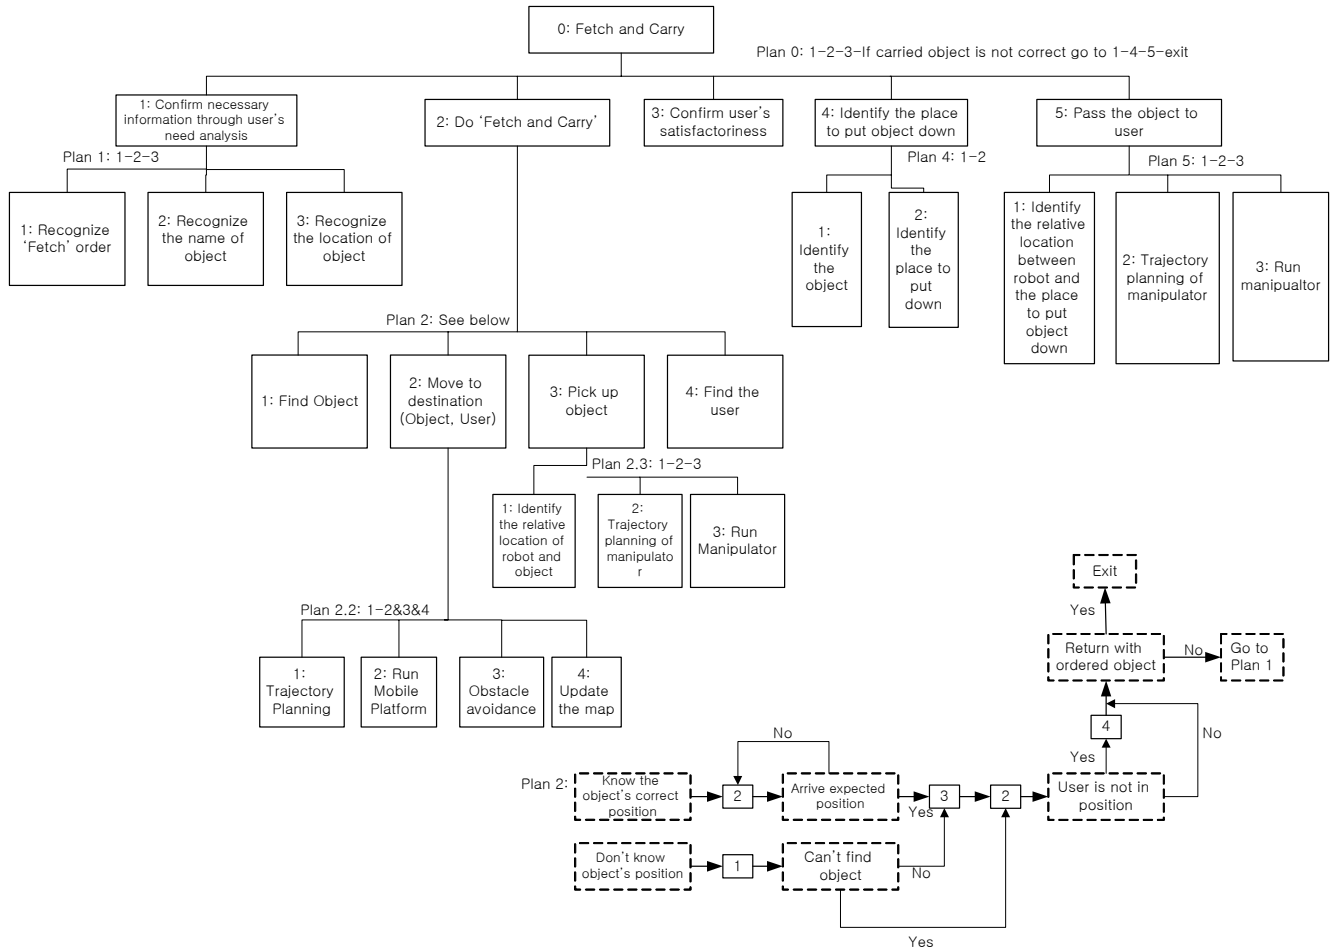 0: Fetch and Carry
Plan 0: 1-2-3-If carried object is not correct go to 1-4-5-exit
1: Confirm necessary
information through user's
need analysis
2: Do 'Fetch and Carry'
3: Confirm user's
satisfactoriness
4: Identify the place
to put object down
5: Pass the object to
user
Plan 1: 1-2-3
Plan 4: 1-2
Plan 5: 1-2-3
1: Recognize
'Fetch' order
2: Recognize
the name of
object
3: Recognize
the location of
object
1:
Identify
the
object
2:
Identify
the
place to
put
down
1: Identify
the relative
location
between
robot and
the place
to put
object
down
2: Trajectory
planning of
manipulator
3: Run
manipualtor
Plan 2: See below
1: Find Object
2: Move to
destination
(Object, User)
3: Pick up
object
4: Find the
user
Plan 2.3: 1-2-3
1: Identify
the relative
location of
robot and
object
2:
Trajectory
planning of
manipulato
r
3: Run
Manipulator
Plan 2.2: 1-2&3&4
1:
Trajectory
Planning
2: Run
Mobile
Platform
3:
Obstacle
avoidance
4:
Update
the map
Exit
Yes
Return with
ordered object
No
Go to
Plan 1
4
No
Yes
No
Plan 2:
Know the
object's correct
position
2
Arrive expected
position
Yes
3
2
User is not in
position
Don't know
object's position
1
Can't find
object
No
Yes